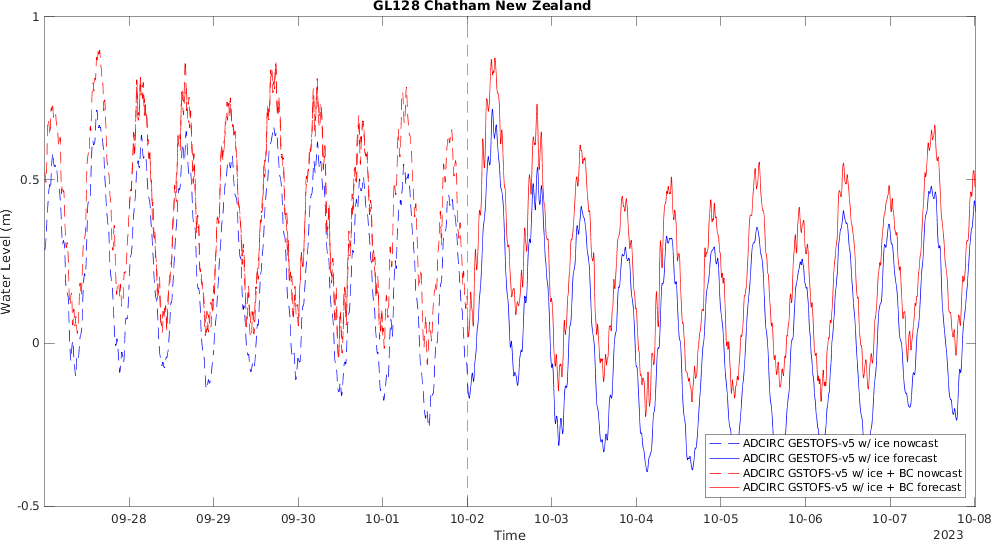 GL128 Chatham New Zealand
Water Level (m)
1
0.5
0
-0.5
ADCIRC GESTOFS-v5 w/ ice nowcast
ADCIRC GESTOFS-v5 w/ ice forecast
ADCIRC GSTOFS-v5 w/ ice + BC nowcast
ADCIRC GSTOFS-v5 w/ ice + BC forecast
09-28 09-29 09-30 10-01 10-02 10-03 10-04 10-05 10-06 10-07 10-08
Time
2023